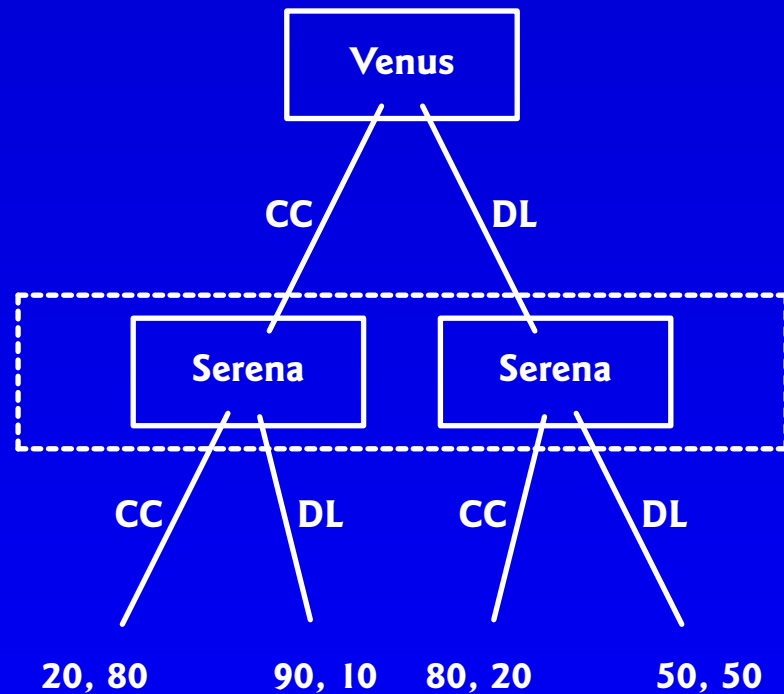 Venus
CC DL
Serena Serena
CC DL CC DL
20, 80 90, 10 80, 20 50, 50